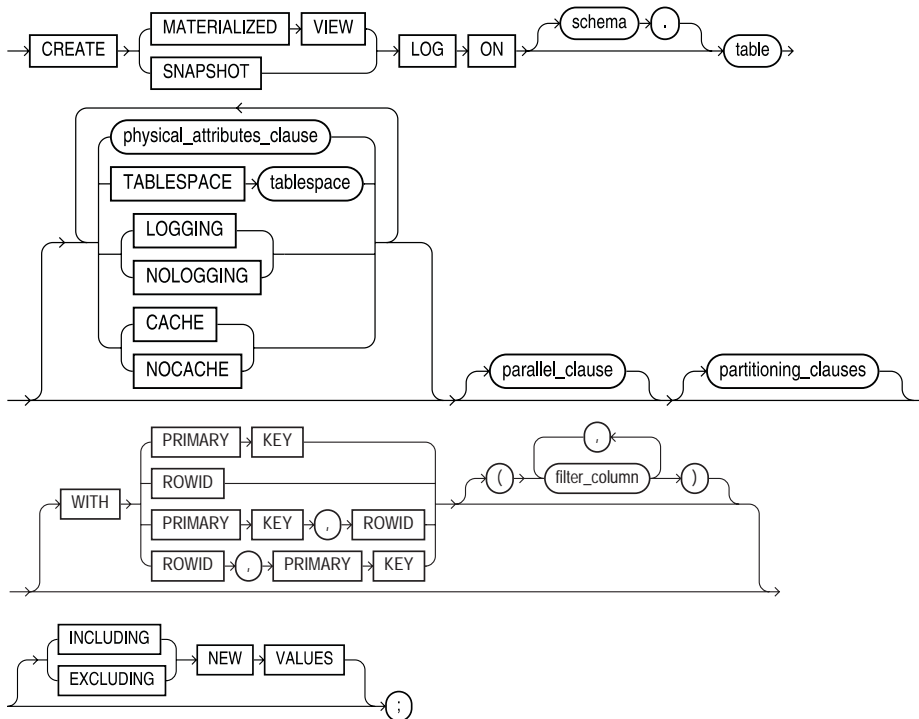 schema .
MATERIALIZED VIEW
CREATE LOG ON table
SNAPSHOT
physical_attributes_clause
TABLESPACE tablespace
LOGGING
NOLOGGING
CACHE
NOCACHE
parallel_clause partitioning_clauses
PRIMARY KEY ,
ROWID ( filter_column )
WITH
PRIMARY KEY , ROWID
ROWID , PRIMARY KEY
INCLUDING
NEW VALUES
EXCLUDING
;